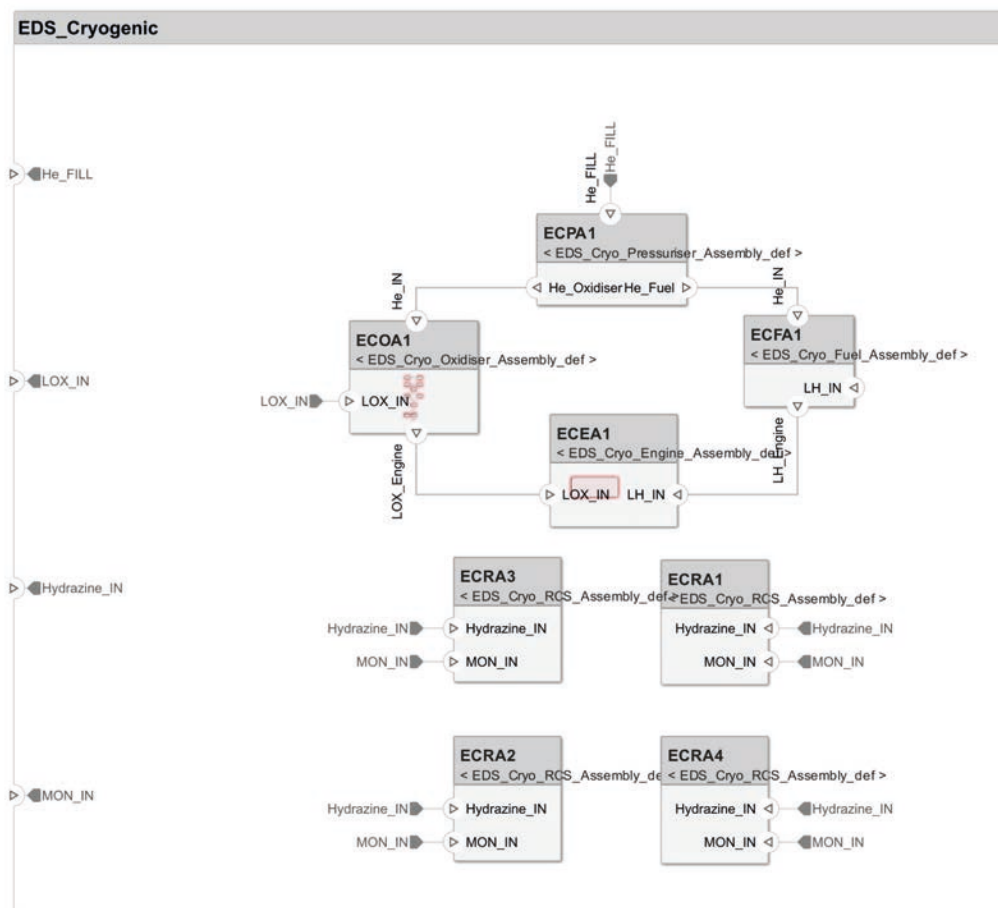 EDS_Cryogenic
He_FILL
He_FILL
He_FILL
ECPA1
< EDS_Cryo_Pressuriser_Assembly_def >
He_Oxidiser He_Fuel
He_IN
He_IN
ECOA1
< EDS_Cryo_Oxidiser_Assembly_def >
LOX_IN
LOX_IN
LOX_IN
LOX_Engine
ECFA1
< EDS_Cryo_Fuel_Assembly_def >
LH_IN
LH_Engine
ECEA1
< EDS_Cryo_Engine_Assembly_def >
LOX_IN LH_IN
Hydrazine_IN
ECRA3
< EDS_Cryo_RCS_Assembly_def >
Hydrazine_IN Hydrazine_IN
MON_IN MON_IN
ECRA1
< EDS_Cryo_RCS_Assembly_def >
Hydrazine_IN Hydrazine_IN
MON_IN MON_IN
MON_IN
ECRA2
< EDS_Cryo_RCS_Assembly_de
Hydrazine_IN Hydrazine_IN
MON_IN MON_IN
ECRA4
< EDS_Cryo_RCS_Assembly_def >
Hydrazine_IN Hydrazine_IN
MON_IN MON_IN